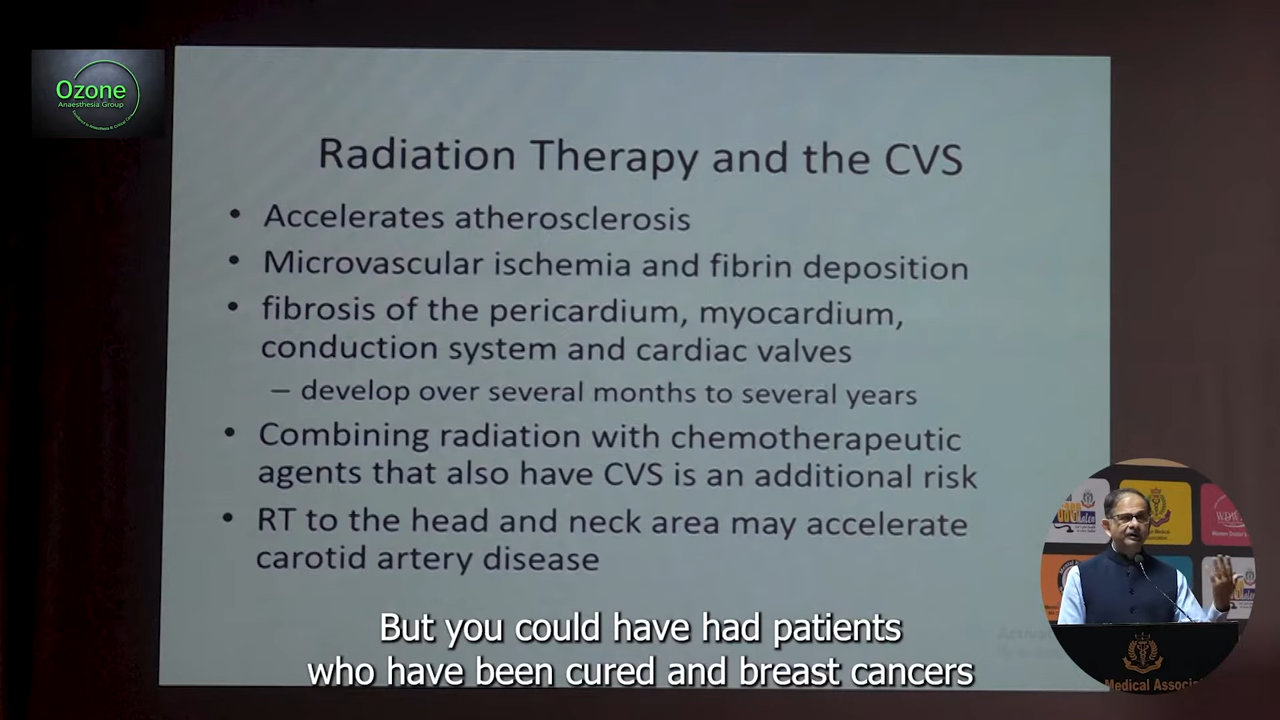 Ozone
Anaesthesia Group
Radiation Therapy and the CVS
• Accelerates atherosclerosis
• Microvascular ischemia and fibrin deposition
• fibrosis of the pericardium, myocardium,
conduction system and cardiac valves
– develop over several months to several years
• Combining radiation with chemotherapeutic
agents that also have CVS is an additional risk
• RT to the head and neck area may accelerate
carotid artery disease
But you could have had patients
who have been cured and breast cancers
WDW
Medical Associ